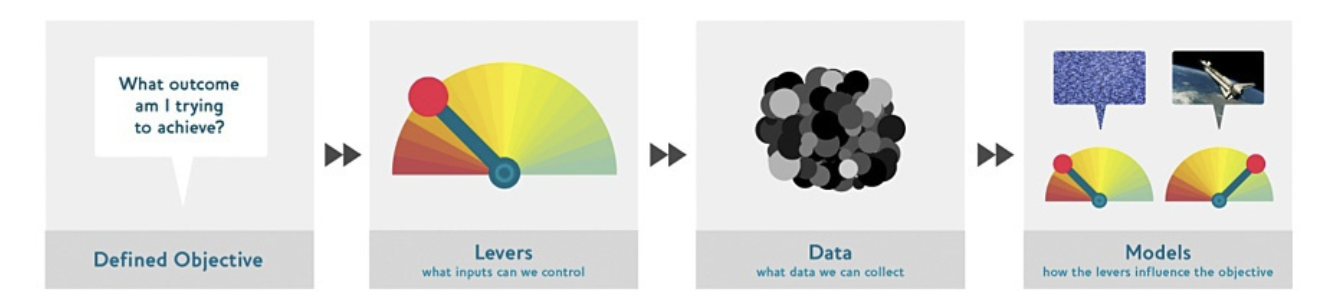 What outcome
am I trying
to achieve?
Defined Objective
Levers
what inputs can we control
Data
what data we can collect
Models
how the levers influence the objective